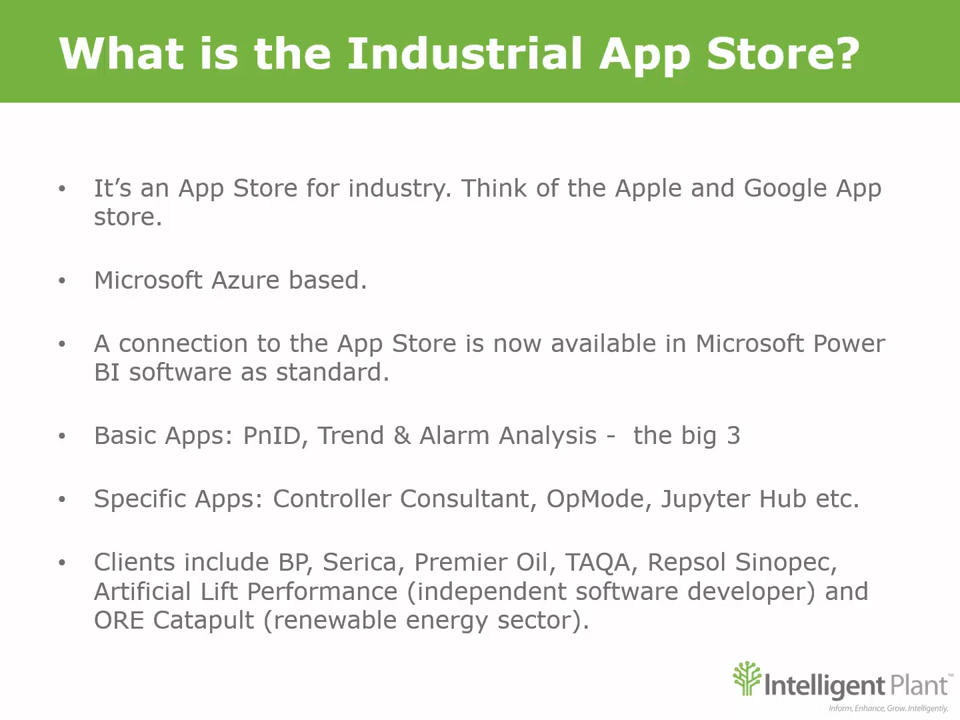 What is the Industrial App Store?
• It’s an App Store for industry. Think of the Apple and Google App
store.
• Microsoft Azure based.
• A connection to the App Store is now available in Microsoft Power
BI software as standard.
• Basic Apps: PnID, Trend & Alarm Analysis -  the big 3
• Specific Apps: Controller Consultant, OpMode, Jupyter Hub etc.
• Clients include BP, Serica, Premier Oil, TAQA, Repsol Sinopec,
Artificial Lift Performance (independent software developer) and
ORE Catapult (renewable energy sector).
Intelligent Plant™
Inform, Enhance, Grow. Intelligently.